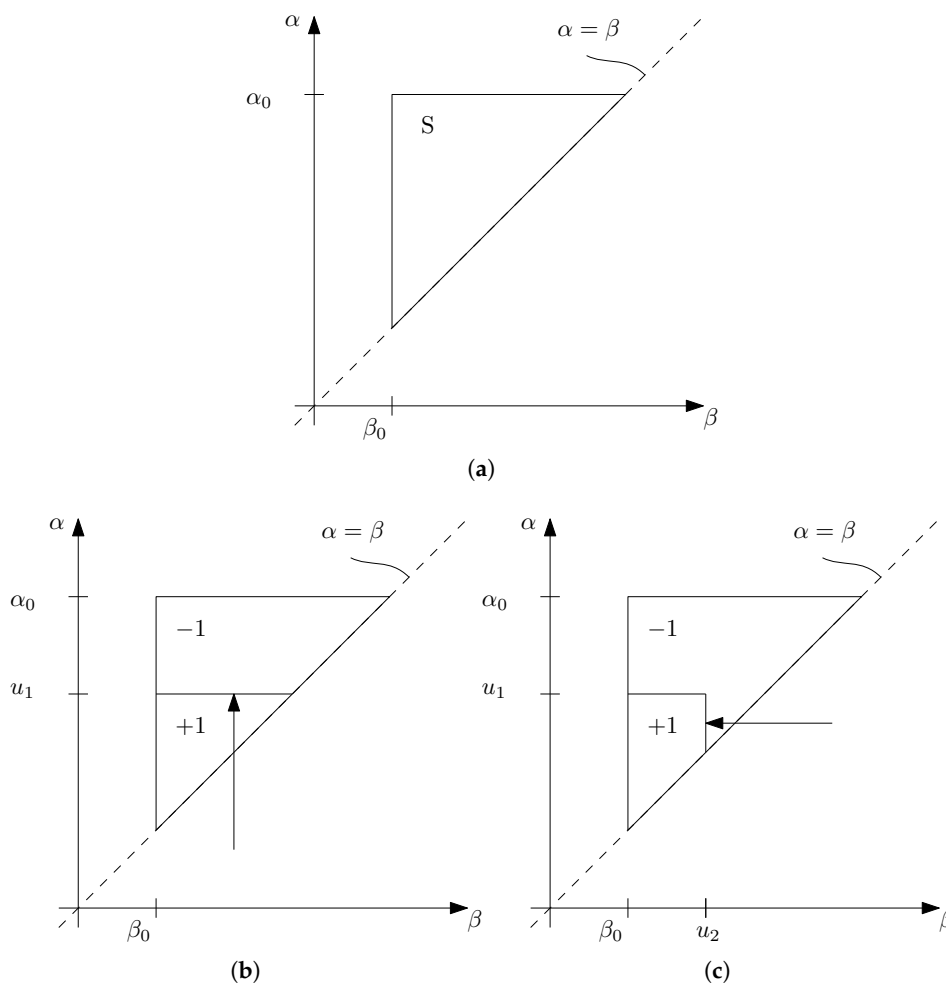 α
α = β
α₀
S
β₀
β
(a)
α
α = β
α₀
−1
u₁
+1
β₀
β
(b)
α
α = β
α₀
−1
u₁
+1
β₀
u₂
β
(c)